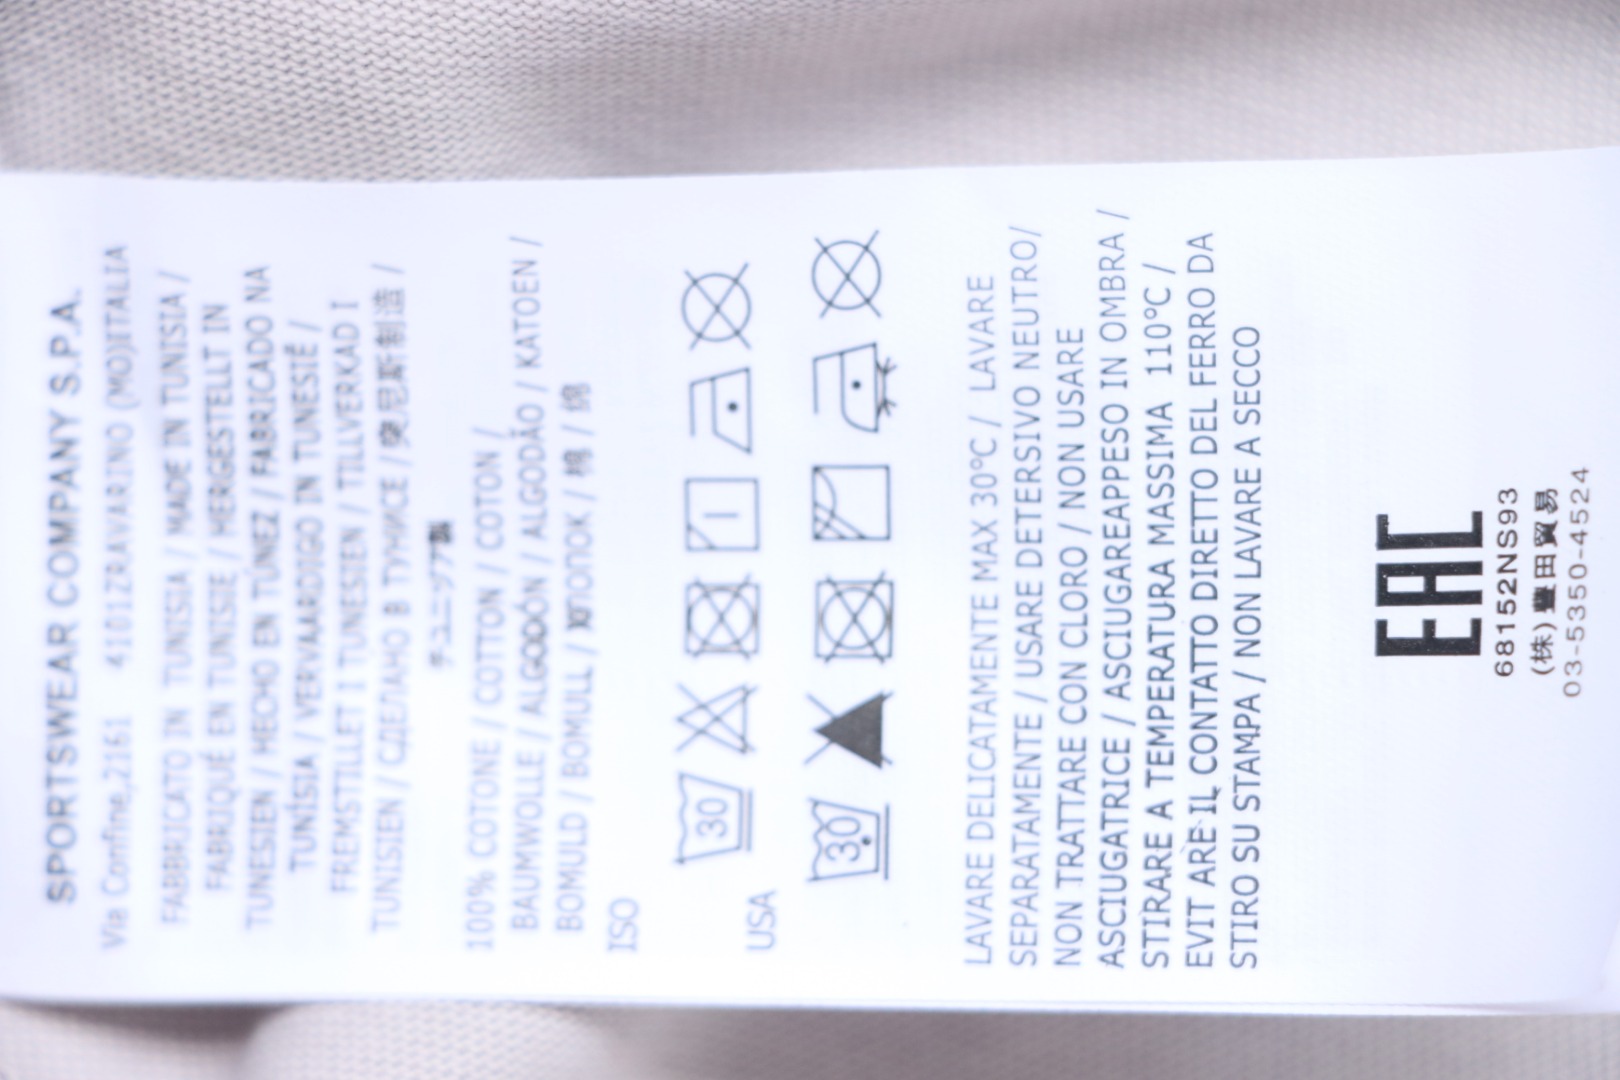 SPORTSWEAR COMPANY S.P.A.
Via Confine,2161 41017RAVARINO (MO)ITALIA
FABBRICATO IN TUNISIA / MADE IN TUNISIA /
FABRIQUÉ EN TUNISIE / HERGESTELLT IN
TUNESIEN / HECHO EN TÚNEZ / FABRICADO NA
TUNÍSIA / VERVAARDIGD IN TUNESIË /
FREMSTILLET I TUNESIEN / TILLVERKAD I
TUNISIEN / СДЕЛАНО В ТУНИСЕ / 突尼斯制造 /
チュニジア製
100% COTONE / COTTON / COTON /
BAUMWOLLE / ALGODÓN / ALGODÃO / KATOEN /
BOMULD / BOMULL / ХЛОПОК / 棉 / 綿
ISO
30
USA
30
LAVARE DELICATAMENTE MAX 30°C / LAVARE
SEPARATAMENTE / USARE DETERSIVO NEUTRO/
NON TRATTARE CON CLORO / NON USARE
ASCIUGATRICE / ASCIUGAREAPPESO IN OMBRA /
STIRARE A TEMPERATURA MASSIMA 110°C /
EVIT ARE IL CONTATTO DIRETTO DEL FERRO DA
STIRO SU STAMPA / NON LAVARE A SECCO
EAC
68152NS93
(株)豊田貿易
03-5350-4524